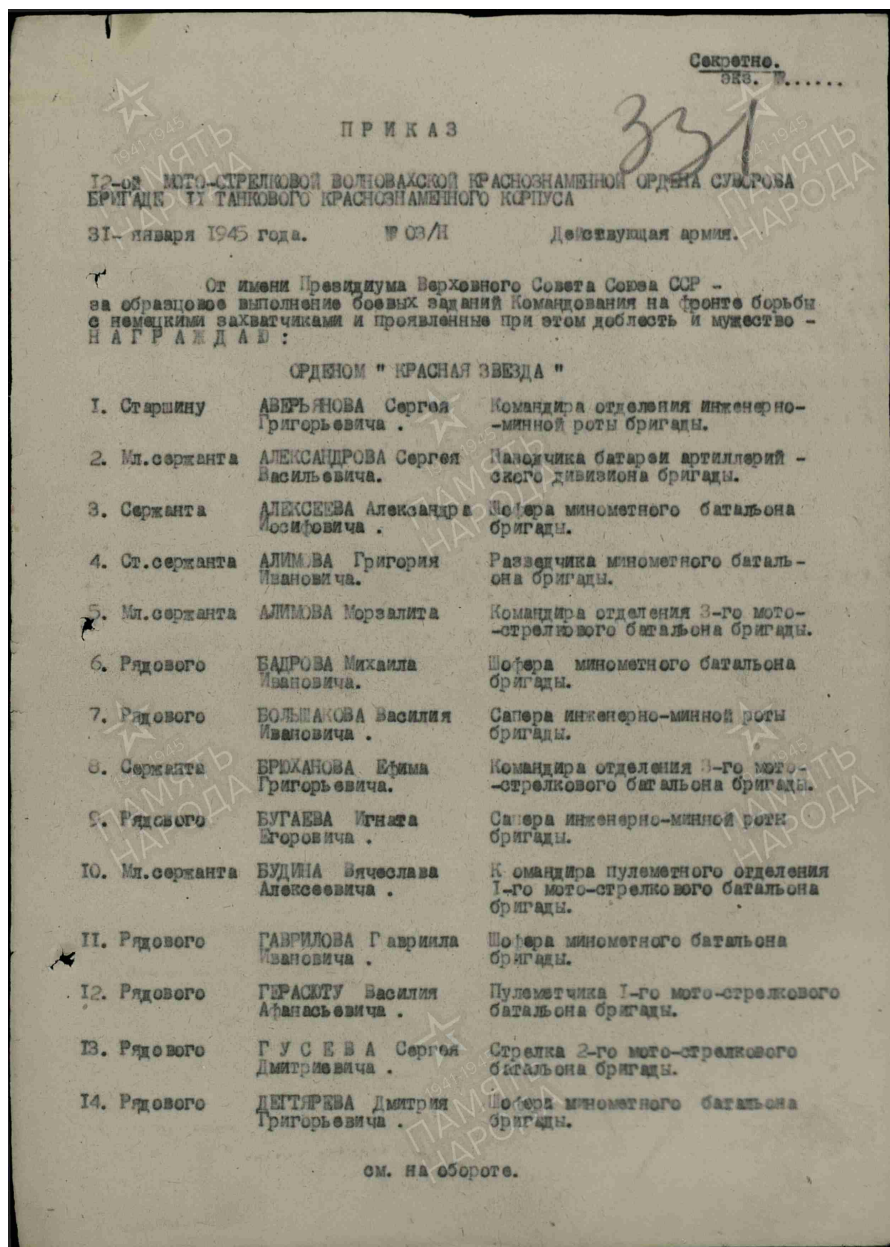 Секретно.
экз. №......
331
П Р И К А З
12-ой МОТО-СТРЕЛКОВОЙ ВОЛНОВАХСКОЙ КРАСНОЗНАМЕННОЙ ОРДЕНА СУВОРОВА
БРИГАДЕ II ТАНКОВОГО КРАСНОЗНАМЕННОГО КОРПУСА
31- января 1945 года. № 03/Н Действующая армия.
От имени Президиума Верховного Совета Союза ССР -
за образцовое выполнение боевых заданий Командования на фронте борьбы
с немецкими захватчиками и проявленные при этом доблесть и мужество -
Н А Г Р А Ж Д А Ю :
ОРДЕНОМ " КРАСНАЯ ЗВЕЗДА "
1. Старшину АВЕРЬЯНОВА Сергея Командира отделения инженерно-
Григорьевича . -минной роты бригады.
2. Мл.сержанта АЛЕКСАНДРОВА Сергея Наводчика батареи артиллерий -
Васильевича. ского дивизиона бригады.
3. Сержанта АЛЕКСЕЕВА Александра Шофера минометного батальона
Иосифовича . бригады.
4. Ст.сержанта АЛИМОВА Григория Разведчика минометного баталь-
Ивановича. она бригады.
5. Мл.сержанта АЛИМОВА Морзалита Командира отделения 3-го мото-
-стрелкового батальона бригады.
6. Рядового БАДРОВА Михаила Шофера минометного батальона
Ивановича. бригады.
7. Рядового БОЛЬШАКОВА Василия Сапера инженерно-минной роты
Ивановича . бригады.
8. Сержанта БРЮХАНОВА Ефима Командира отделения 3-го мото-
Григорьевича. -стрелкового батальона бригады.
9. Рядового БУГАЕВА Игната Сапера инженерно-минной роты
Егоровича . бригады.
10. Мл.сержанта БУДИНА Вячеслава К омандира пулеметного отделения
Алексеевича . I-го мото-стрелкового батальона
бригады.
11. Рядового ГАВРИЛОВА Гавриила Шофера минометного батальона
Ивановича . бригады.
12. Рядового ГЕРАСЮТУ Василия Пулеметчика I-го мото-стрелкового
Афанасьевича . батальона бригады.
13. Рядового Г У С Е В А Сергея Стрелка 2-го мото-стрелкового
Дмитриевича . батальона бригады.
14. Рядового ДЕГТЯРЕВА Дмитрия Шофера минометного батальона
Григорьевича . бригады.
см. на обороте.
1941-1945
ПАМЯТЬ
НАРОДА